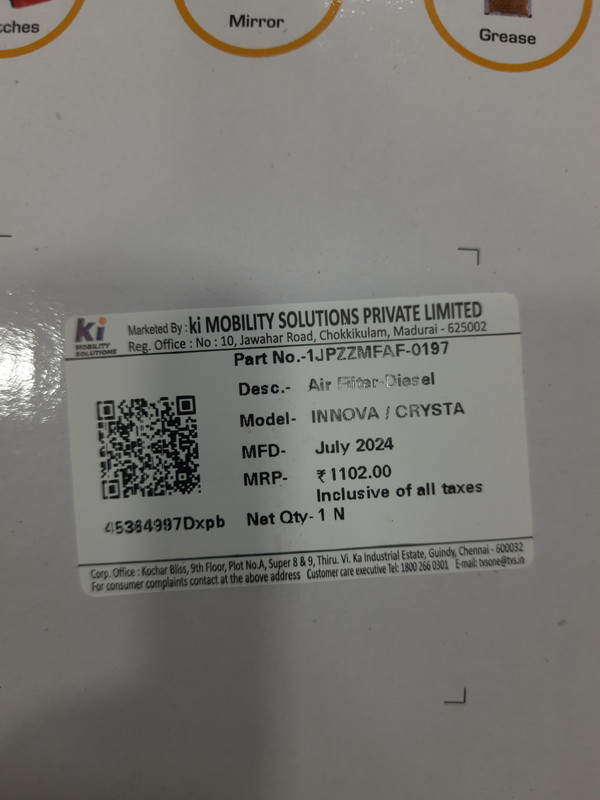 tches
Mirror
Grease
ki
MOBILITY
SOLUTIONS
Marketed By : ki MOBILITY SOLUTIONS PRIVATE LIMITED
Reg. Office : No : 10, Jawahar Road, Chokkikulam, Madurai - 625002
Part No.-1JPZZMFAF-0197
Desc.- Air Filter-Diesel
Model- INNOVA / CRYSTA
MFD- July 2024
MRP- ₹ 1102.00
Inclusive of all taxes
45364997Dxpb Net Qty- 1 N
Corp. Office : Kochar Bliss, 9th Floor, Plot No.A, Super 8 & 9, Thiru. Vi. Ka Industrial Estate, Guindy, Chennai - 600032
For consumer complaints contact at the above address Customer care executive Tel: 1800 266 0301 E-mail: tvsone@tvs.in